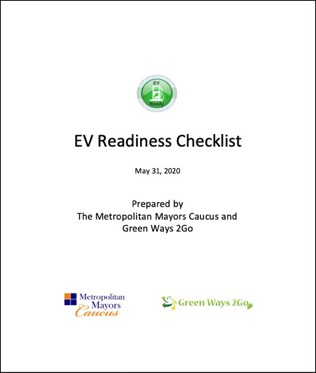 EV
Ready
EV Readiness Checklist
May 31, 2020
Prepared by
The Metropolitan Mayors Caucus and
Green Ways 2Go
Metropolitan
Mayors
Caucus
Green Ways 2Go